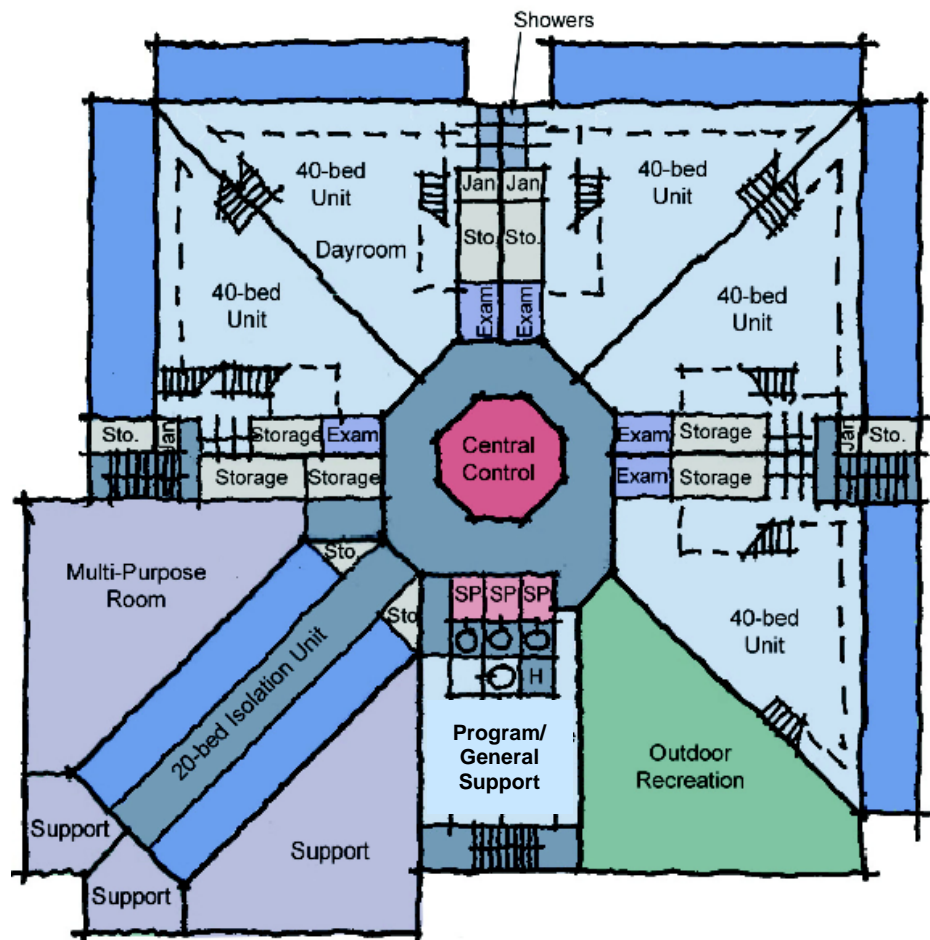 Showers
40-bed
Unit
40-bed
Unit
Jan Jan
Sto. Sto.
Dayroom
Exam Exam
40-bed
Unit
40-bed
Unit
Sto. Jan Storage Exam
Central
Control
Exam Storage Jan Sto.
Storage Storage
Exam Storage
Multi-Purpose
Room
Sto.
Sto
SP SP SP
H
40-bed
Unit
20-bed Isolation Unit
Program/
General
Support
Outdoor
Recreation
Support
Support
Support